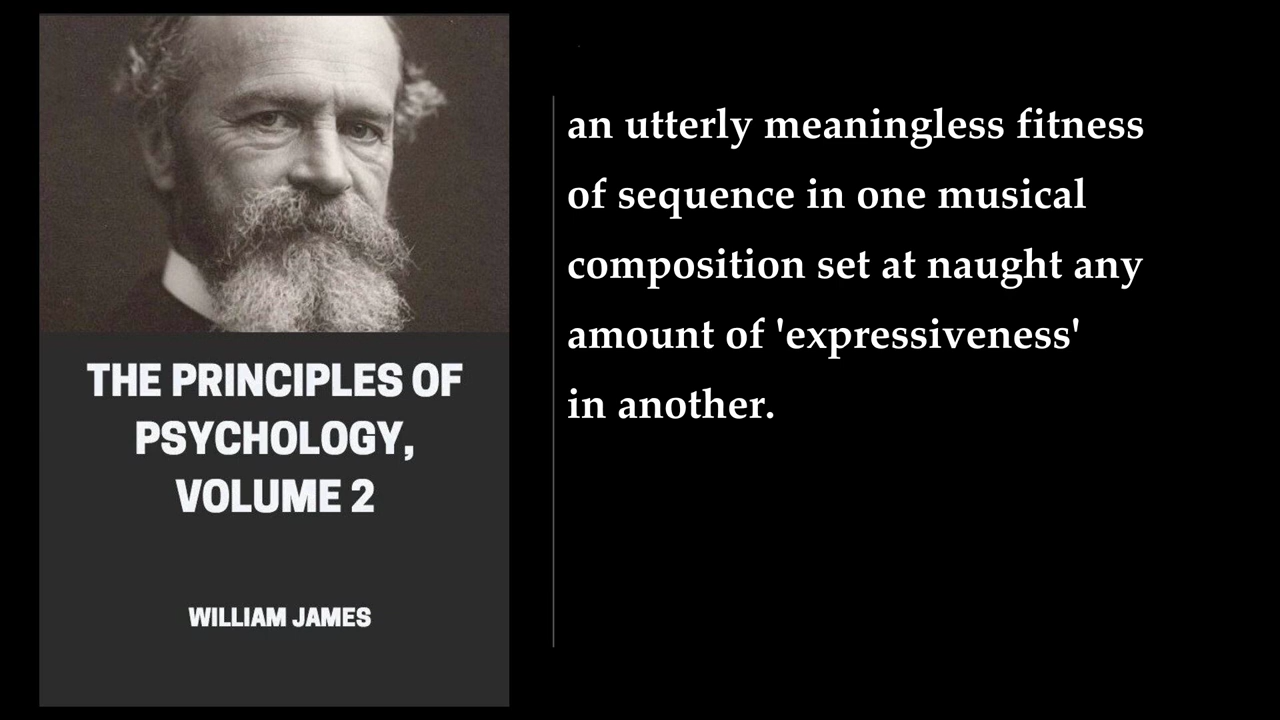 THE PRINCIPLES OF
PSYCHOLOGY,
VOLUME 2
WILLIAM JAMES
an utterly meaningless fitness
of sequence in one musical
composition set at naught any
amount of 'expressiveness'
in another.